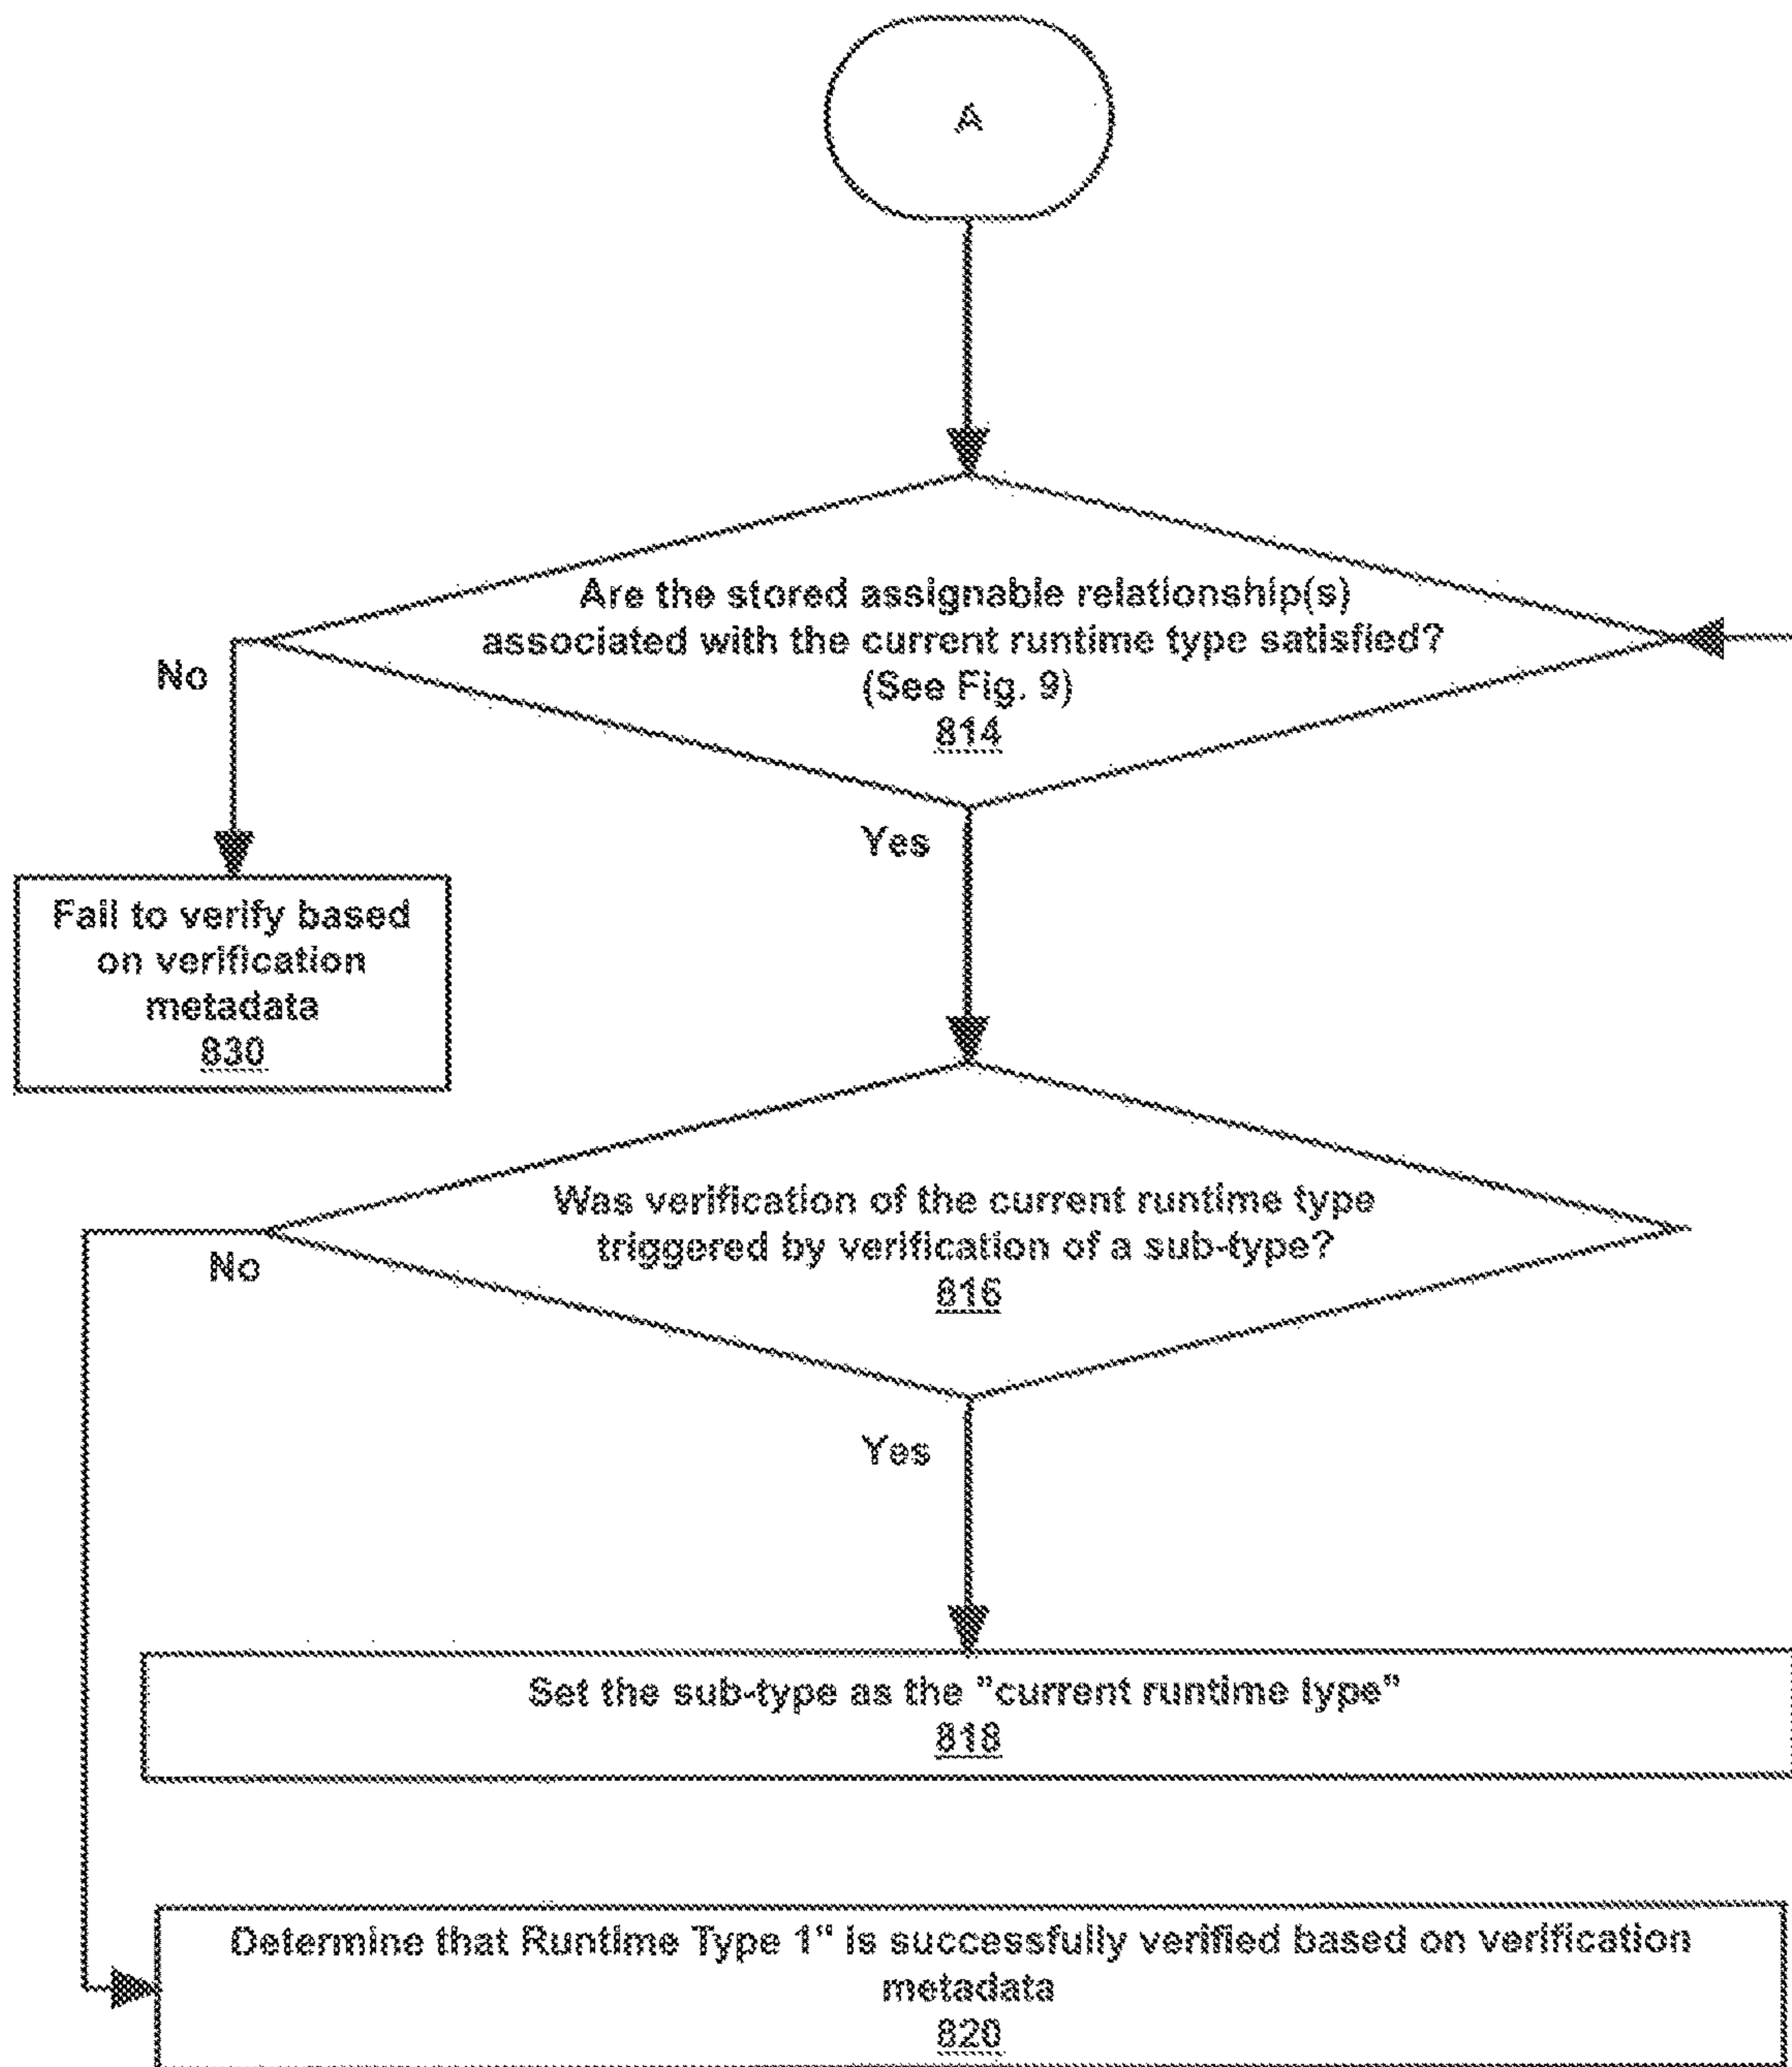 A
Are the stored assignable relationship(s)
associated with the current runtime type satisfied?
(See Fig. 9)
814
No
Yes
Fail to verify based
on verification
metadata
830
Was verification of the current runtime type
triggered by verification of a sub-type?
816
No
Yes
Set the sub-type as the "current runtime type"
818
Determine that Runtime Type 1" is successfully verified based on verification
metadata
820